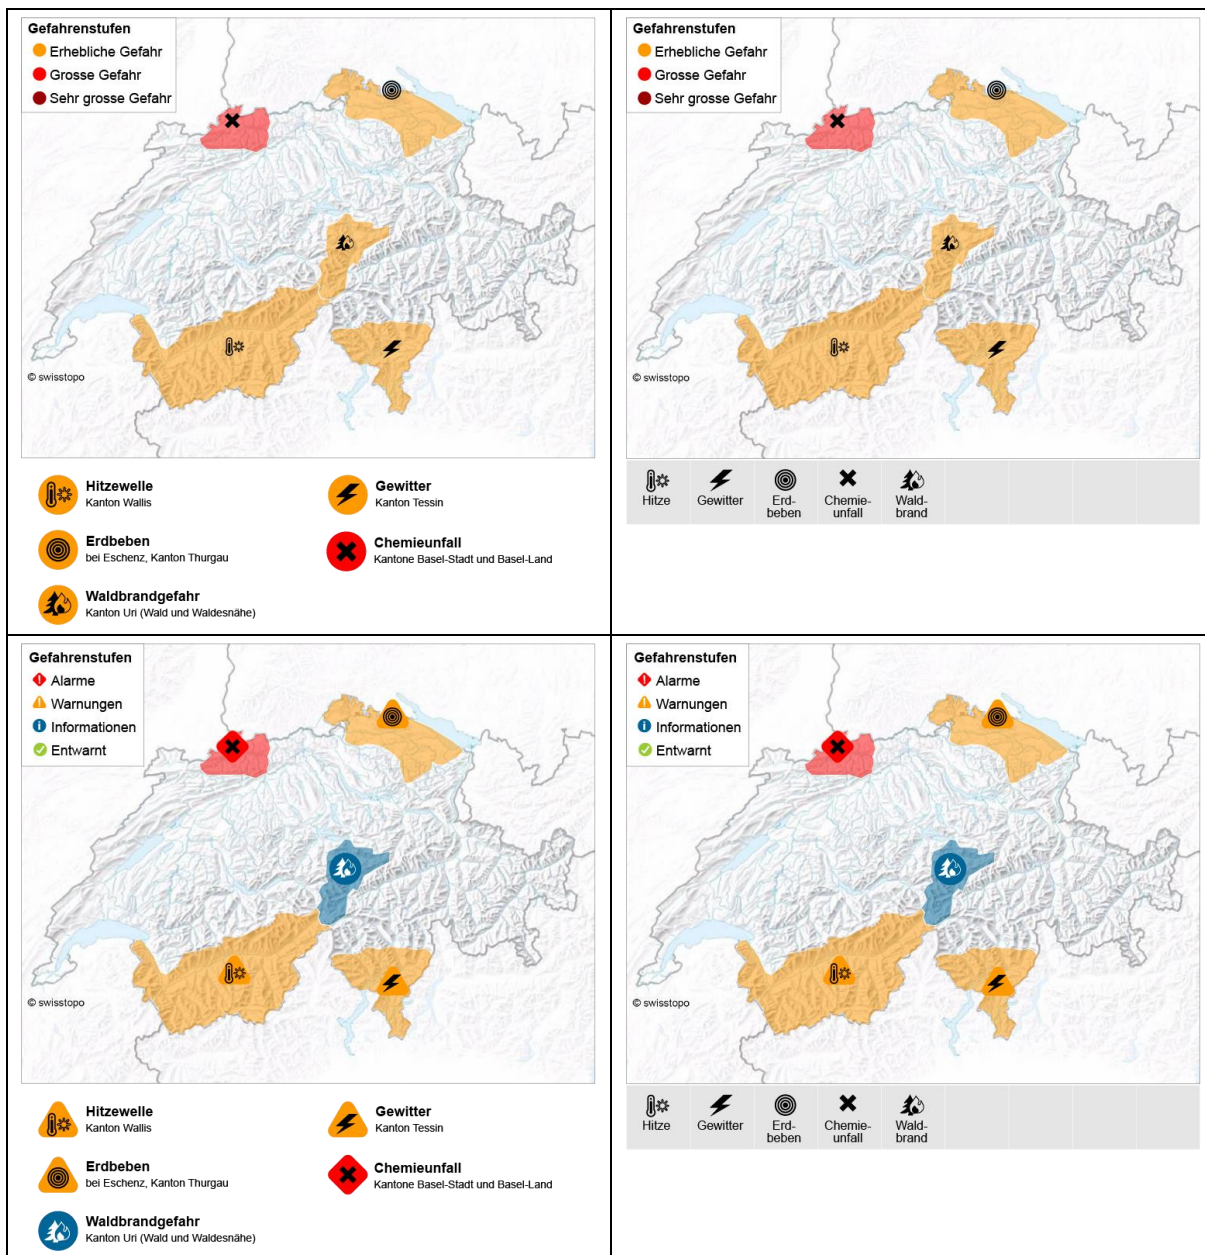 Gefahrenstufen
Erhebliche Gefahr
Grosse Gefahr
Sehr grosse Gefahr
© swisstopo
Hitzewelle
Kanton Wallis
Gewitter
Kanton Tessin
Erdbeben
bei Eschenz, Kanton Thurgau
Chemieunfall
Kantone Basel-Stadt und Basel-Land
Waldbrandgefahr
Kanton Uri (Wald und Waldesnähe)
Gefahrenstufen
Erhebliche Gefahr
Grosse Gefahr
Sehr grosse Gefahr
© swisstopo
Hitze
Gewitter
Erd-
beben
Chemie-
unfall
Wald-
brand
Gefahrenstufen
Alarme
Warnungen
Informationen
Entwarnt
© swisstopo
Hitzewelle
Kanton Wallis
Gewitter
Kanton Tessin
Erdbeben
bei Eschenz, Kanton Thurgau
Chemieunfall
Kantone Basel-Stadt und Basel-Land
Waldbrandgefahr
Kanton Uri (Wald und Waldesnähe)
Gefahrenstufen
Alarme
Warnungen
Informationen
Entwarnt
© swisstopo
Hitze
Gewitter
Erd-
beben
Chemie-
unfall
Wald-
brand